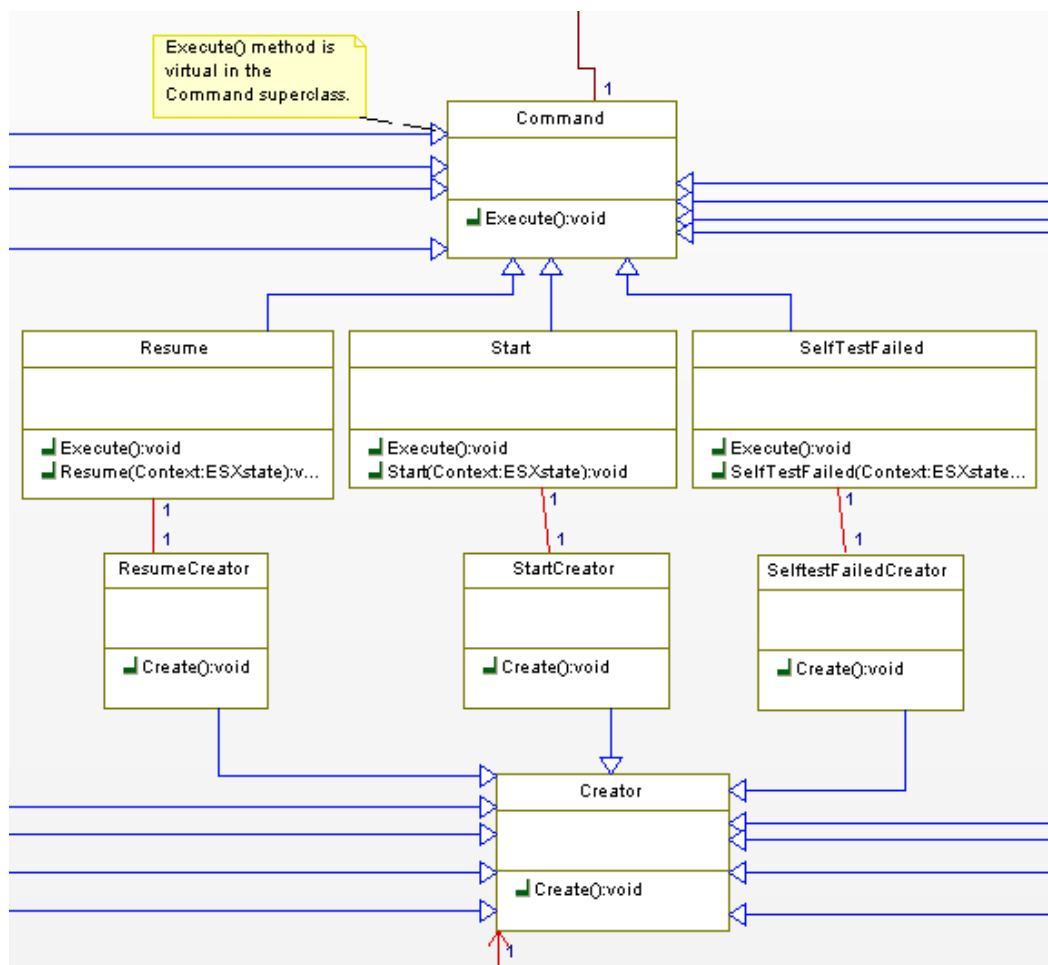 Execute() method is
virtual in the
Command superclass.
1
Command
Execute():void
Resume
Execute():void
Resume(Context:ESXstate):v...
Start
Execute():void
Start(Context:ESXstate):void
SelfTestFailed
Execute():void
SelfTestFailed(Context:ESXstate...
1
1
1
1
1
1
ResumeCreator
Create():void
StartCreator
Create():void
SelftestFailedCreator
Create():void
Creator
Create():void
1